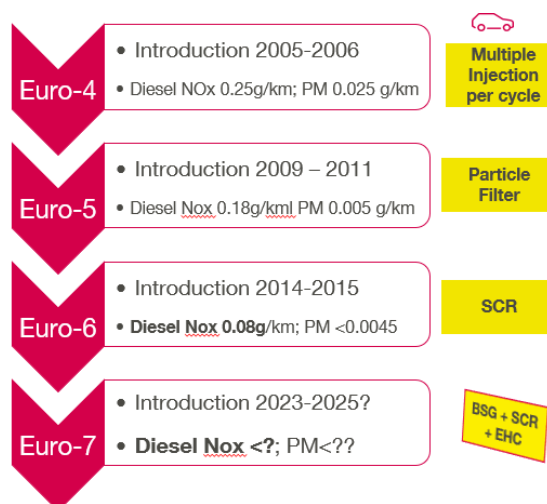 Euro-4
• Introduction 2005-2006
• Diesel NOx 0.25g/km; PM 0.025 g/km
Multiple
Injection
per cycle
Euro-5
• Introduction 2009 – 2011
• Diesel Nox 0.18g/kml PM 0.005 g/km
Particle
Filter
Euro-6
• Introduction 2014-2015
• Diesel Nox 0.08g/km; PM <0.0045
SCR
Euro-7
• Introduction 2023-2025?
• Diesel Nox <?; PM<??
BSG + SCR
+ EHC